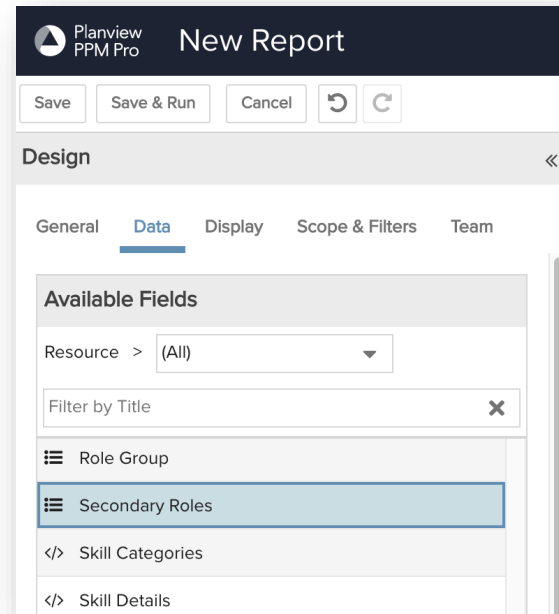 Planview
PPM Pro
New Report
Save Save & Run Cancel
Design
General Data Display Scope & Filters Team
Available Fields
Resource > (All)
Filter by Title
Role Group
Secondary Roles
</> Skill Categories
</> Skill Details